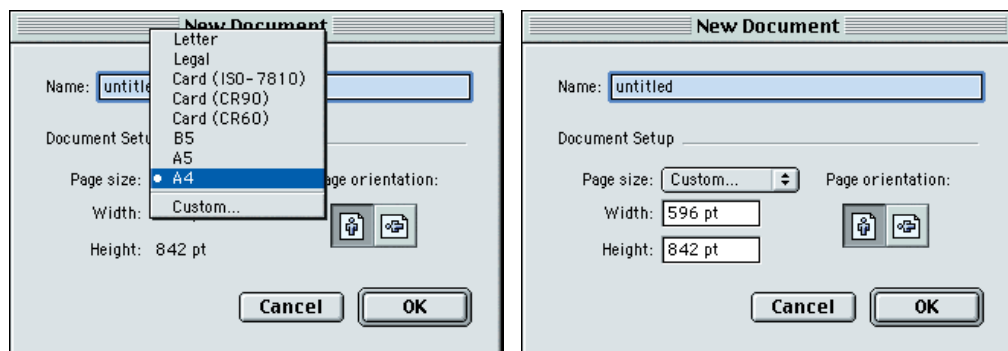 New Document
Name: untitle
Letter
Legal
Card (ISO-7810)
Card (CR90)
Card (CR60)
B5
A5
A4
Custom...
Document Setu
Page size:
age orientation:
Width:
Height: 842 pt
Cancel OK
New Document
Name: untitled
Document Setup
Page size: Custom... Page orientation:
Width: 596 pt
Height: 842 pt
Cancel OK